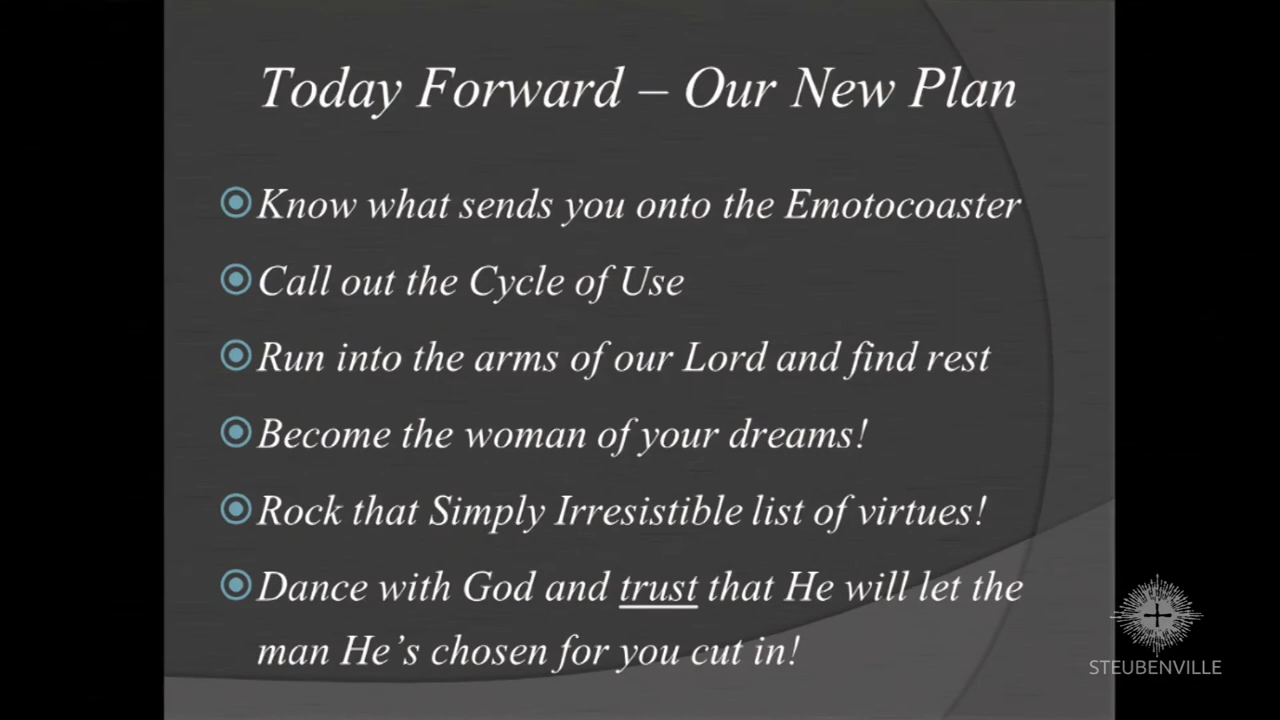 Today Forward – Our New Plan
Know what sends you onto the Emotocoaster
Call out the Cycle of Use
Run into the arms of our Lord and find rest
Become the woman of your dreams!
Rock that Simply Irresistible list of virtues!
Dance with God and trust that He will let the
man He’s chosen for you cut in!
STEUBENVILLE